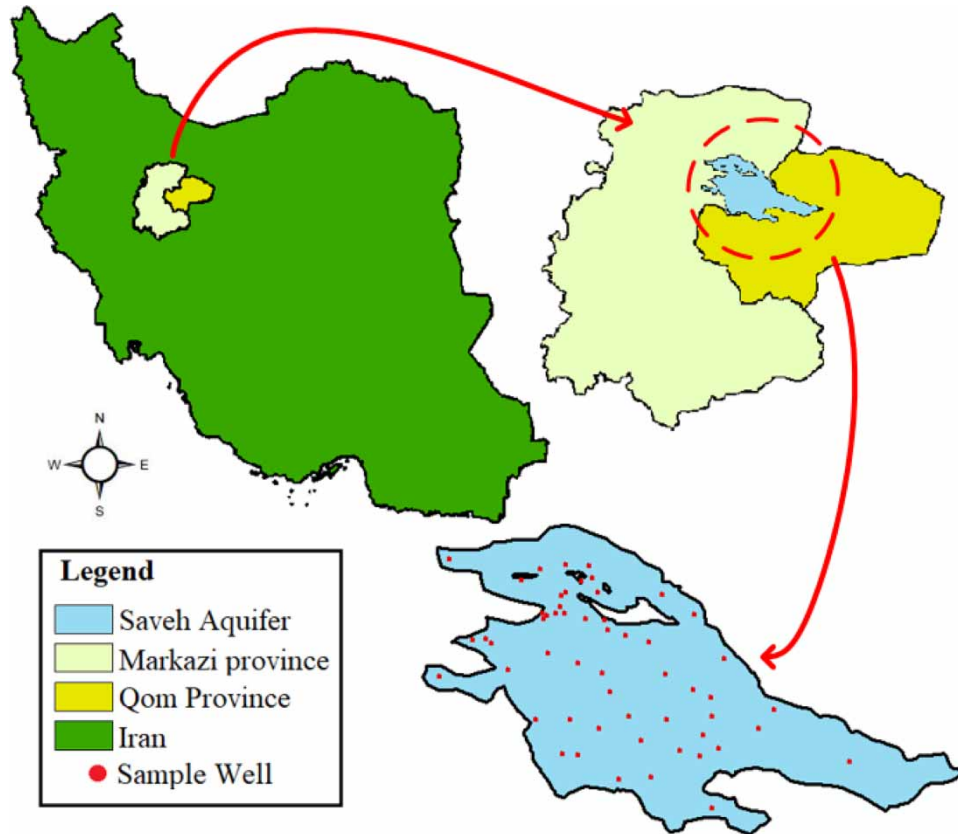 N
W E
S
Legend
Saveh Aquifer
Markazi province
Qom Province
Iran
Sample Well